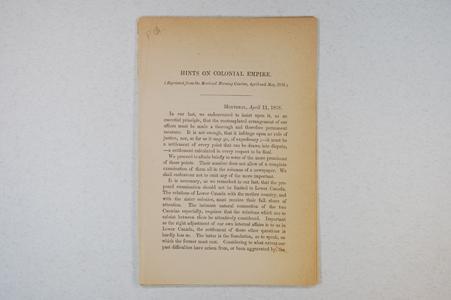 HINTS ON COLONIAL EMPIRE.
(Reprinted from the Montreal Morning Courier, April and May, 1838.)
MONTREAL, April 11, 1838.
In our last, we endeavoured to insist upon it, as an
essential principle, that the contemplated arrangement of our
affairs must be made a thorough and therefore permanent
measure. It is not enough, that it infringe upon no rule of
justice, nor, so far as it may go, of expediency;—it must be
a settlement of every point that can be drawn into dispute,
—a settlement calculated in every respect to be final.
We proceed to allude briefly to some of the more prominent
of these points. Their number does not allow of a complete
examination of them all in the columns of a newspaper. We
shall endeavour not to omit any of the more important.
It is necessary, as we remarked in our last, that the pro-
posed examination should not be limited to Lower Canada.
The relations of Lower Canada with the mother country, and
with the sister colonies, must receive their full share of
attention. The intimate natural connection of the two
Canadas especially, requires that the relations which are to
subsist between them be attentively considered. Important
as the right adjustment of our own internal affairs is to us in
Lower Canada, the settlement of these other questions is
hardly less so. The latter is the foundation, as to speak, on
which the former must rest. Considering to what extent our
past difficulties have arisen from, or been aggravated by, the